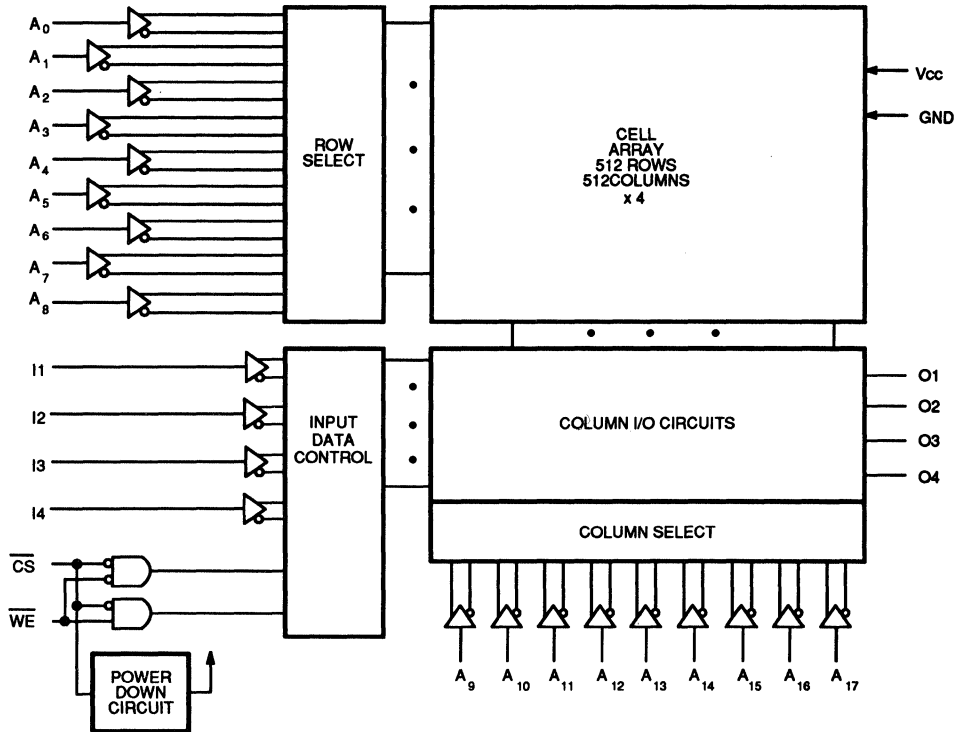 A0
A1
A2
A3
A4
A5
A6
A7
A8
ROW
SELECT
CELL
ARRAY
512 ROWS
512COLUMNS
x 4
Vcc
GND
I1
I2
I3
I4
CS
WE
INPUT
DATA
CONTROL
COLUMN I/O CIRCUITS
O1
O2
O3
O4
COLUMN SELECT
POWER
DOWN
CIRCUIT
A9 A10 A11 A12 A13 A14 A15 A16 A17